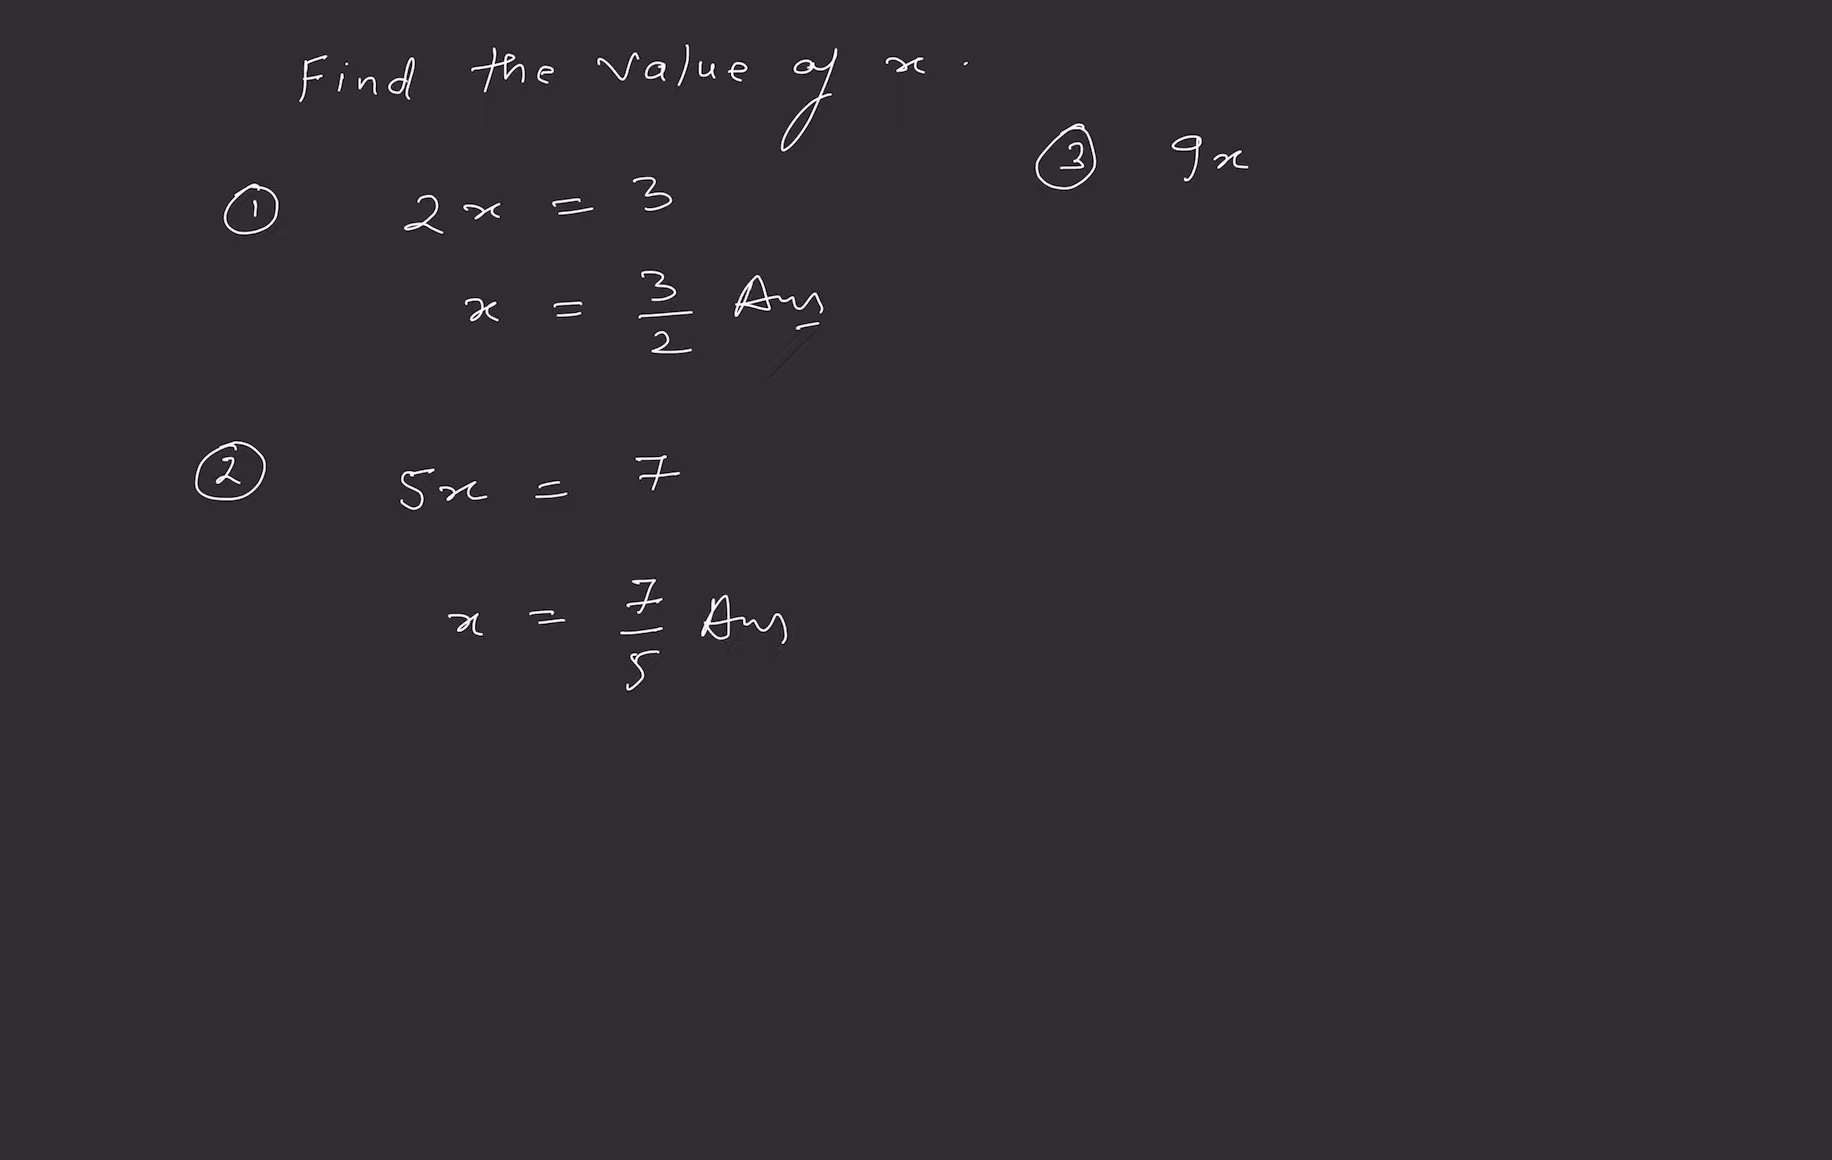 Find the value of x.
① 2x = 3
x = 3/2 Ans
② 5x = 7
x = 7/5 Ans
③ 9x